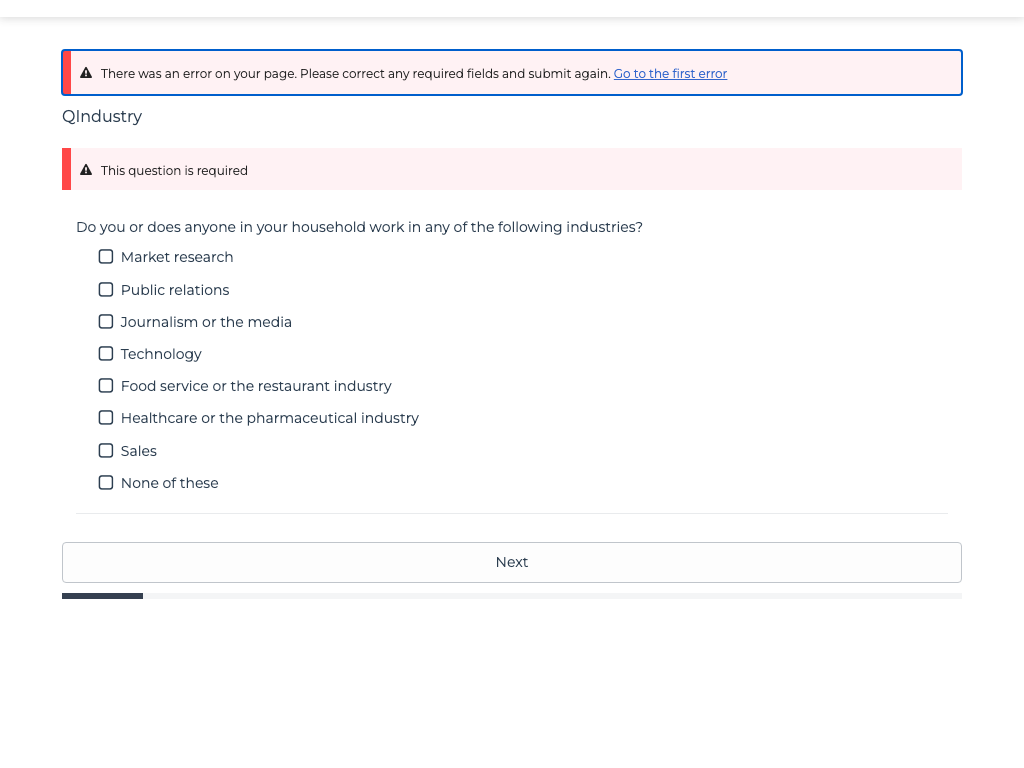 There was an error on your page. Please correct any required fields and submit again. Go to the first error
QIndustry
This question is required
Do you or does anyone in your household work in any of the following industries?
Market research
Public relations
Journalism or the media
Technology
Food service or the restaurant industry
Healthcare or the pharmaceutical industry
Sales
None of these
Next